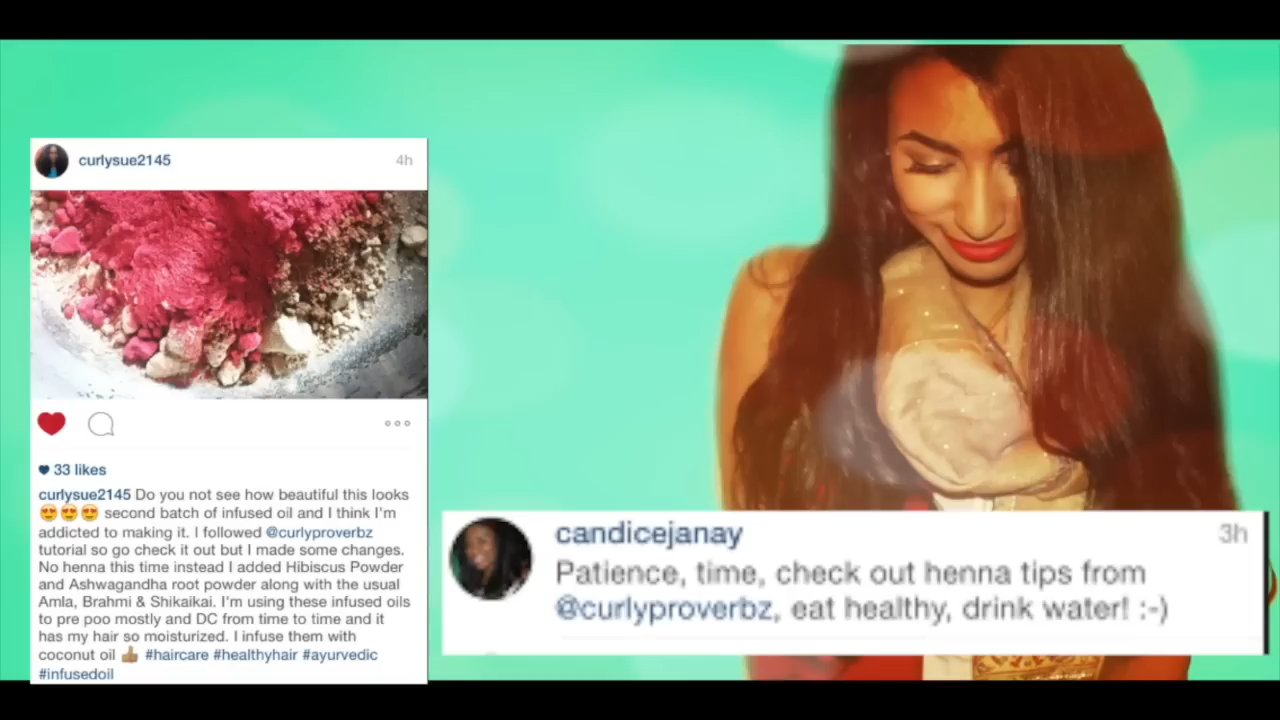 curlysue2145
4h
33 likes
curlysue2145 Do you not see how beautiful this looks
😍😍😍 second batch of infused oil and I think I'm
addicted to making it. I followed @curlyproverbz
tutorial so go check it out but I made some changes.
No henna this time instead I added Hibiscus Powder
and Ashwagandha root powder along with the usual
Amla, Brahmi & Shikaikai. I'm using these infused oils
to pre poo mostly and DC from time to time and it
has my hair so moisturized. I infuse them with
coconut oil 👍🏽 #haircare #healthyhair #ayurvedic
#infusedoil
candicejanay
3h
Patience, time, check out henna tips from
@curlyproverbz, eat healthy, drink water! :-)